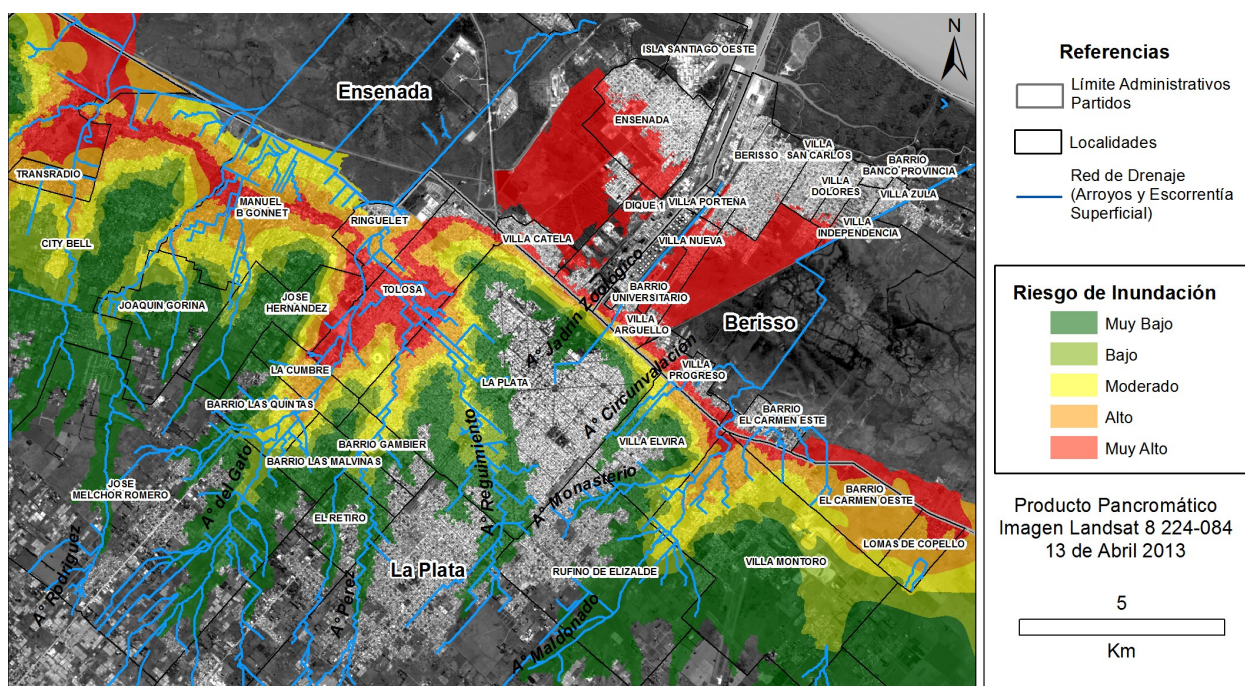 Ensenada
ISLA SANTIAGO OESTE
N
ENSENADA
BERISSO
VILLA
SAN CARLOS
BARRIO
BANCO PROVINCIA
VILLA
DOLORES
VILLA ZULA
TRANSRADIO
MANUEL
B GONNET
DIQUE 1
VILLA PORTEÑA
RINGUELET
VILLA
INDEPENDENCIA
CITY BELL
VILLA CATELA
VILLA NUEVA
JOAQUIN GORINA
JOSE
HERNANDEZ
TOLOSA
BARRIO
UNIVERSITARIO
A° Jadrin Zoologico
VILLA
ARGUELLO
Berisso
LA CUMBRE
LA PLATA
A° Circunvalación
VILLA
PROGRESO
BARRIO LAS QUINTAS
BARRIO
EL CARMEN ESTE
BARRIO GAMBIER
VILLA ELVIRA
BARRIO LAS MALVINAS
A° del Gato
A° Reguimiento
A° Monasterio
JOSE
MELCHOR ROMERO
BARRIO
EL CARMEN OESTE
EL RETIRO
LOMAS DE COPELLO
La Plata
RUFINO DE ELIZALDE
VILLA MONTORO
A° Rodriguez
A° Perez
A° Maldonado
Referencias
Límite Administrativos
Partidos
Localidades
Red de Drenaje
(Arroyos y Escorrentía
Superficial)
Riesgo de Inundación
Muy Bajo
Bajo
Moderado
Alto
Muy Alto
Producto Pancromático
Imagen Landsat 8 224-084
13 de Abril 2013
5
Km